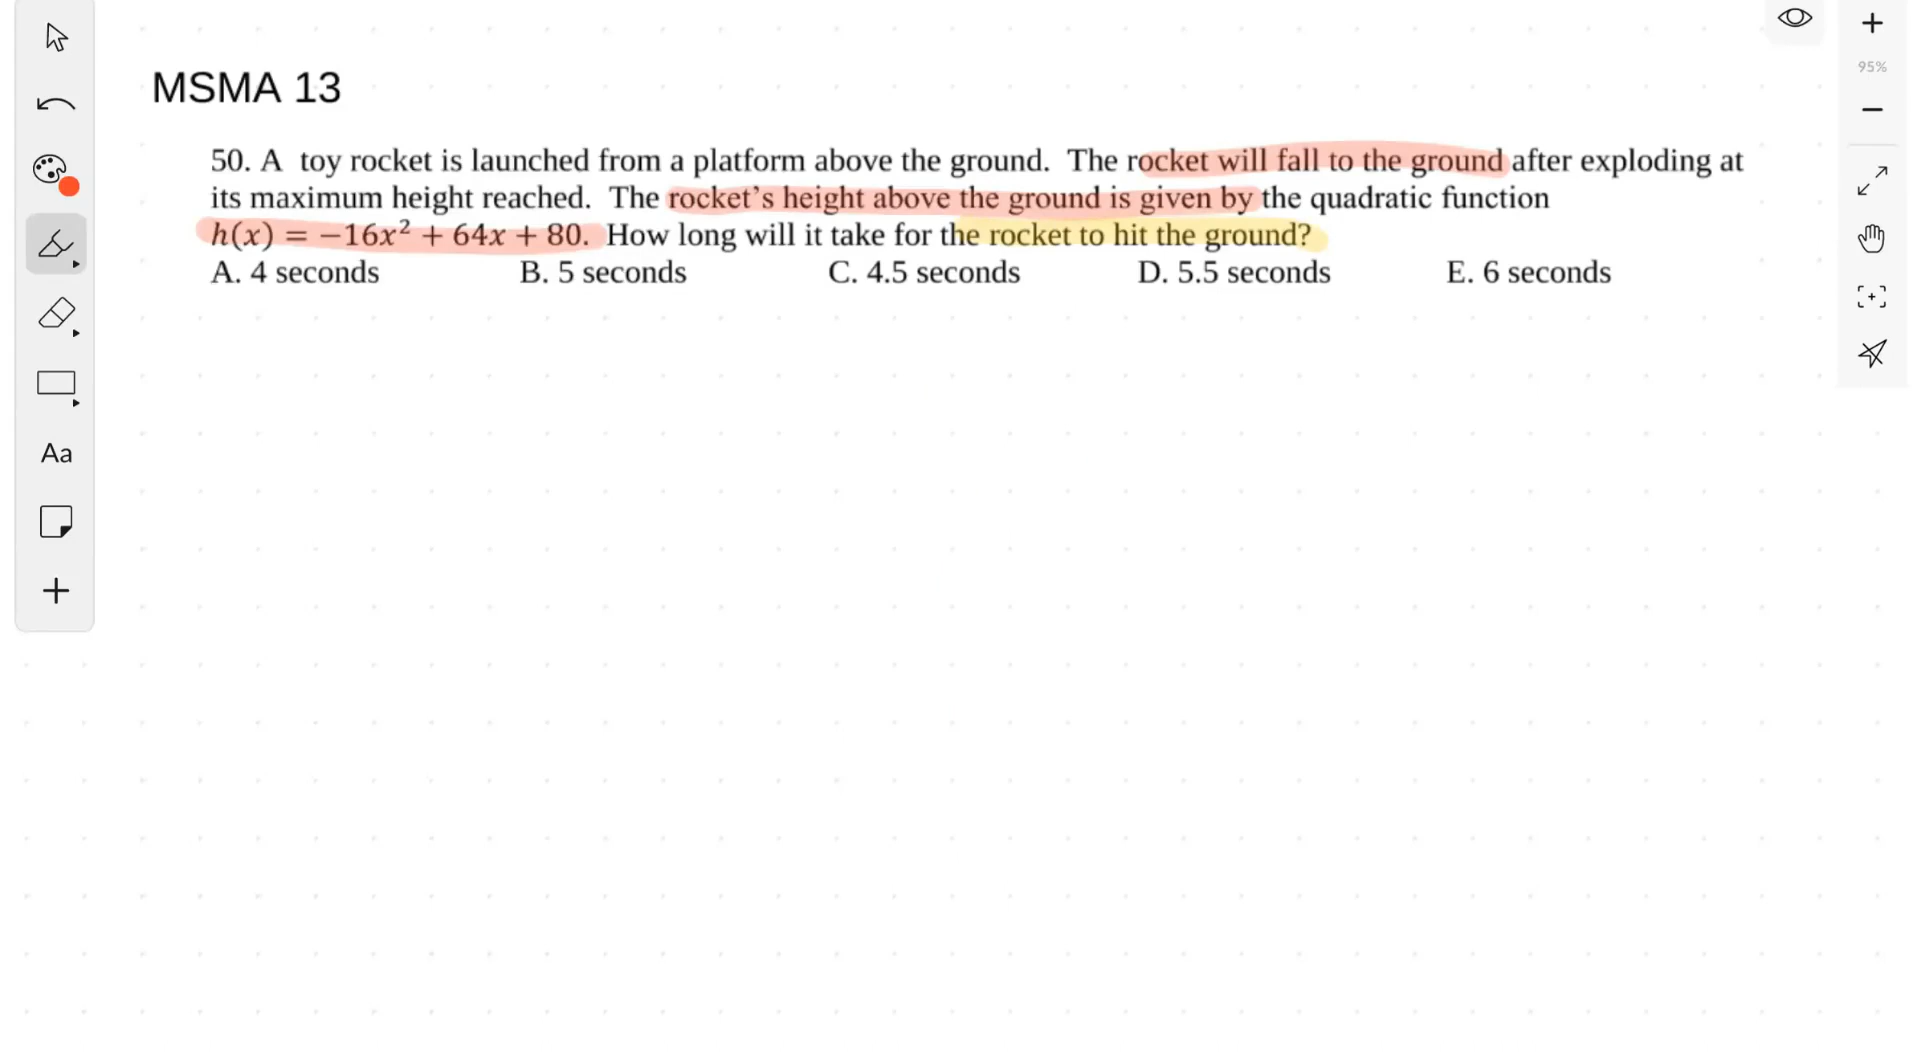 MSMA 13
95%
50. A toy rocket is launched from a platform above the ground. The rocket will fall to the ground after exploding at
its maximum height reached. The rocket's height above the ground is given by the quadratic function
h(x) = −16x² + 64x + 80. How long will it take for the rocket to hit the ground?
A. 4 seconds B. 5 seconds C. 4.5 seconds D. 5.5 seconds E. 6 seconds
Aa